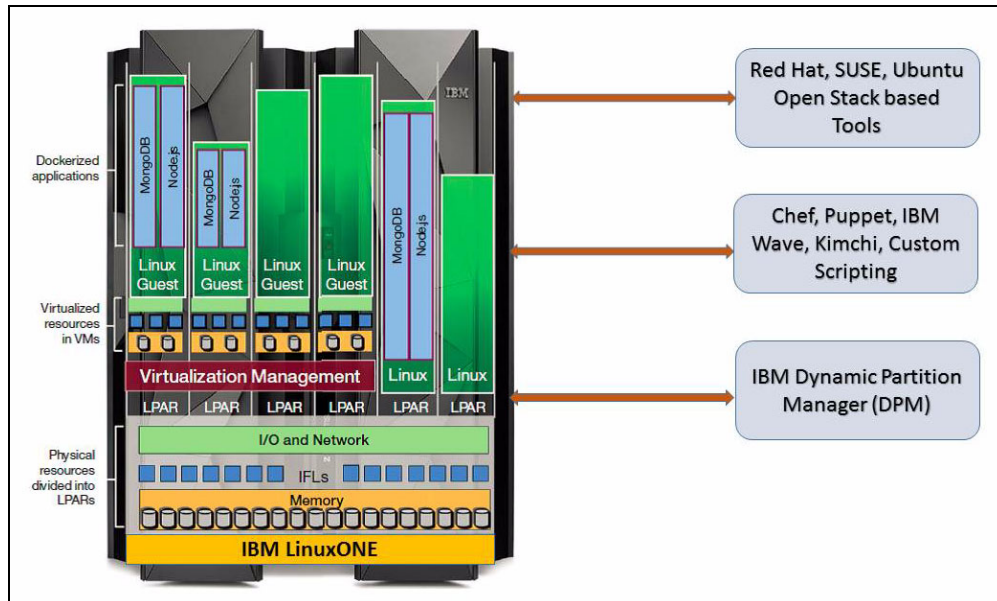 IBM
Dockerized
applications
MongoDB
Node.js
MongoDB
Node.js
MongoDB
Node.js
Linux
Guest
Linux
Guest
Linux
Guest
Linux
Guest
Virtualized
resources
in VMs
Virtualization Management
Linux
Linux
LPAR
LPAR
LPAR
LPAR
LPAR
LPAR
Physical
resources
divided into
LPARs
I/O and Network
IFLs
Memory
IBM LinuxONE
Red Hat, SUSE, Ubuntu
Open Stack based
Tools
Chef, Puppet, IBM
Wave, Kimchi, Custom
Scripting
IBM Dynamic Partition
Manager (DPM)